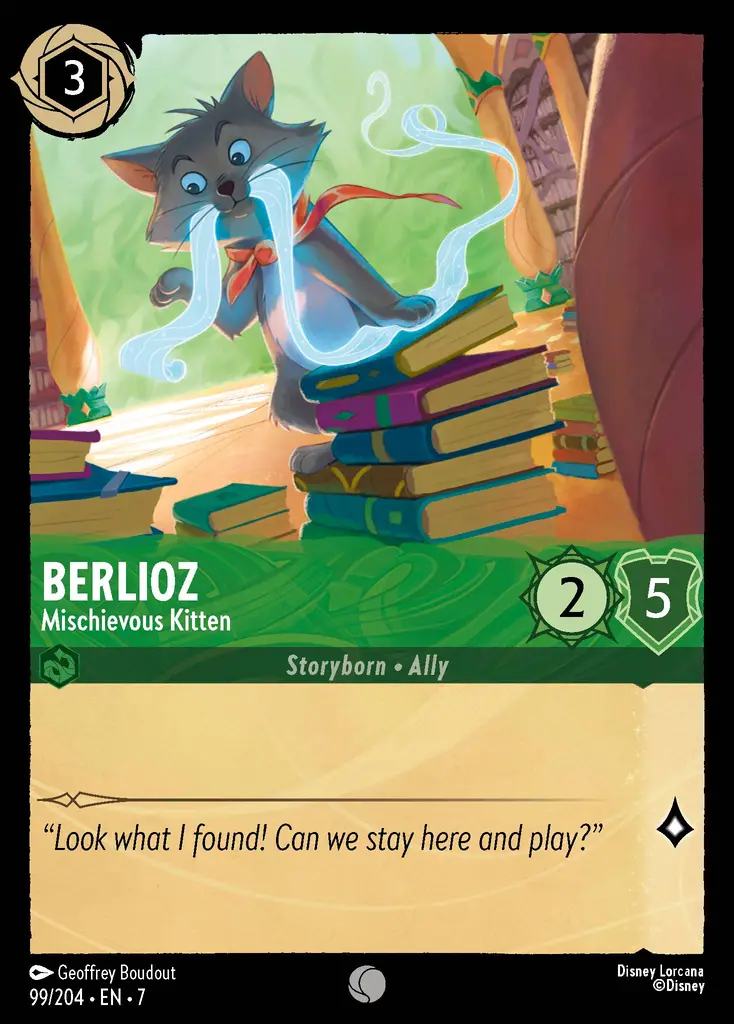 3
BERLIOZ
Mischievous Kitten
2
5
Storyborn • Ally
“Look what I found! Can we stay here and play?”
Geoffrey Boudout
99/204 • EN • 7
Disney Lorcana
©Disney